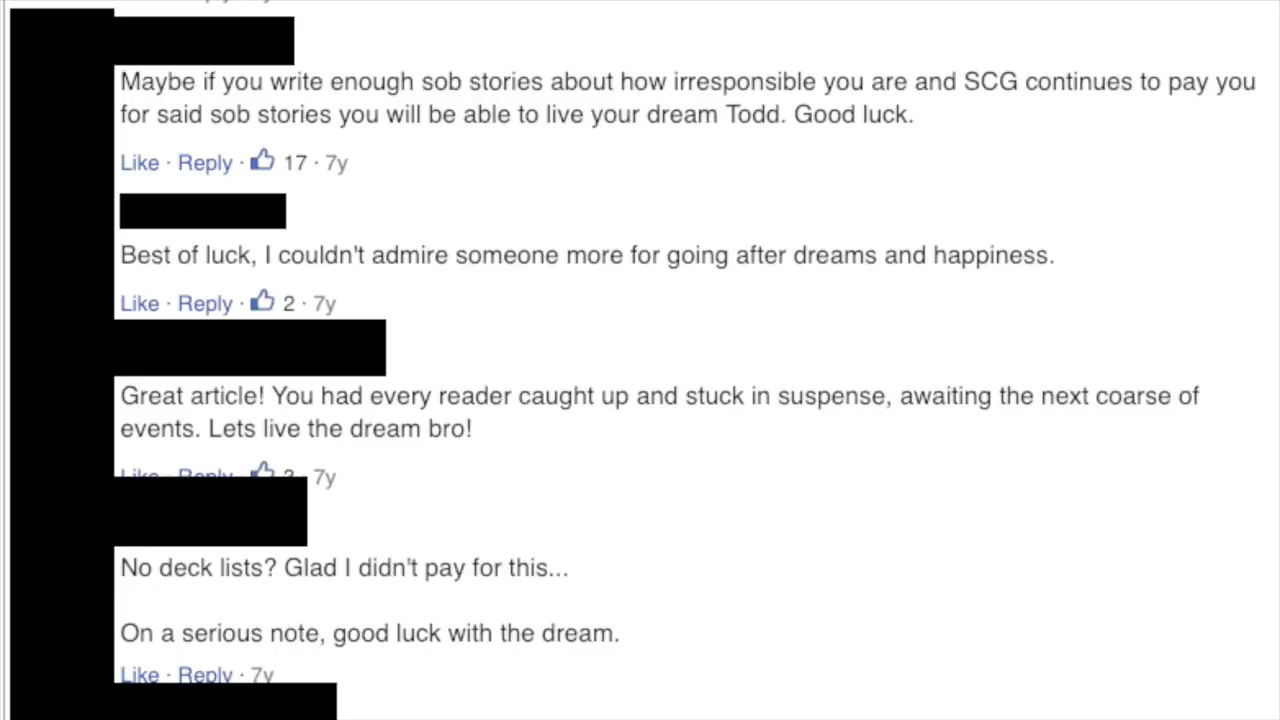 Maybe if you write enough sob stories about how irresponsible you are and SCG continues to pay you
for said sob stories you will be able to live your dream Todd. Good luck.
Like · Reply · 17 · 7y
Best of luck, I couldn't admire someone more for going after dreams and happiness.
Like · Reply · 2 · 7y
Great article! You had every reader caught up and stuck in suspense, awaiting the next coarse of
events. Lets live the dream bro!
Like · Reply · 7y
No deck lists? Glad I didn't pay for this...
On a serious note, good luck with the dream.
Like · Reply · 7y